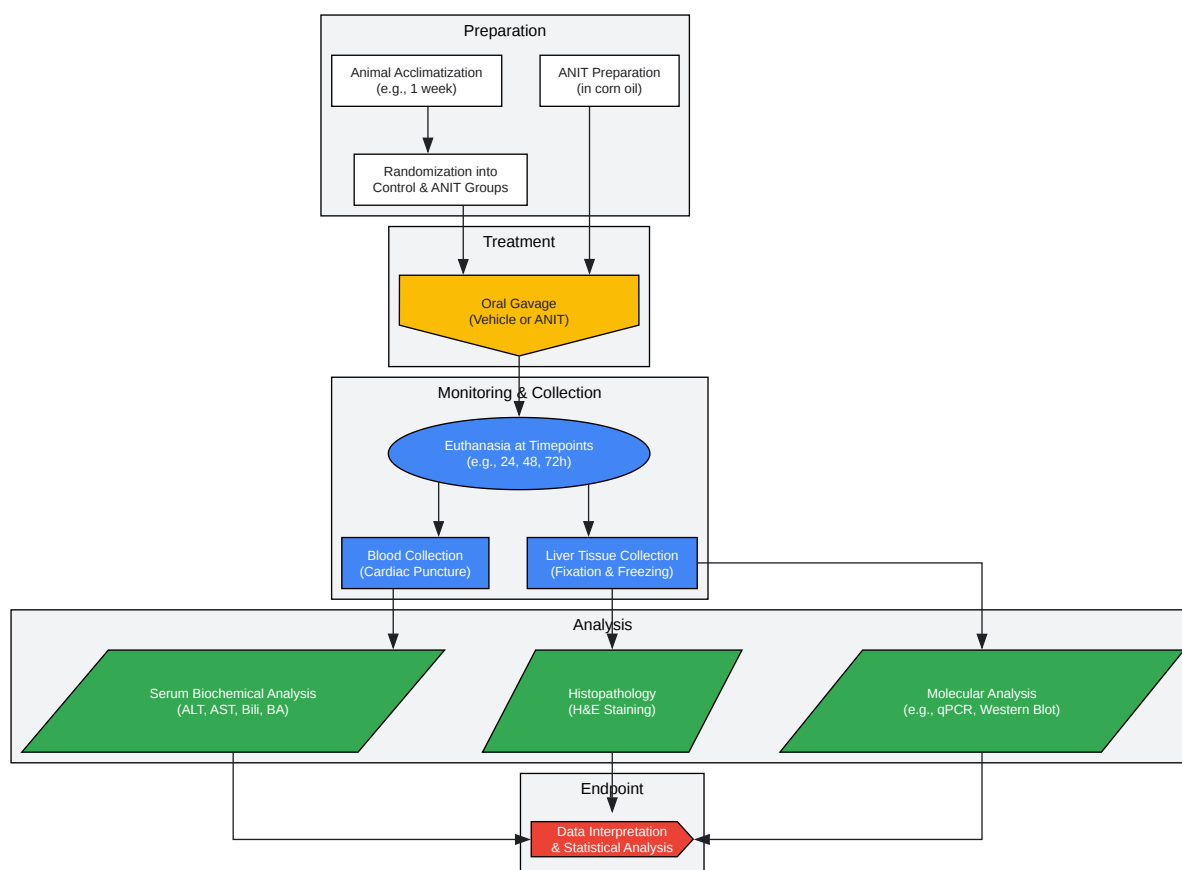 Preparation
Animal Acclimatization
(e.g., 1 week)
ANIT Preparation
(in corn oil)
Randomization into
Control & ANIT Groups
Treatment
Oral Gavage
(Vehicle or ANIT)
Monitoring & Collection
Euthanasia at Timepoints
(e.g., 24, 48, 72h)
Blood Collection
(Cardiac Puncture)
Liver Tissue Collection
(Fixation & Freezing)
Analysis
Serum Biochemical Analysis
(ALT, AST, Bili, BA)
Histopathology
(H&E Staining)
Molecular Analysis
(e.g., qPCR, Western Blot)
Endpoint
Data Interpretation
& Statistical Analysis